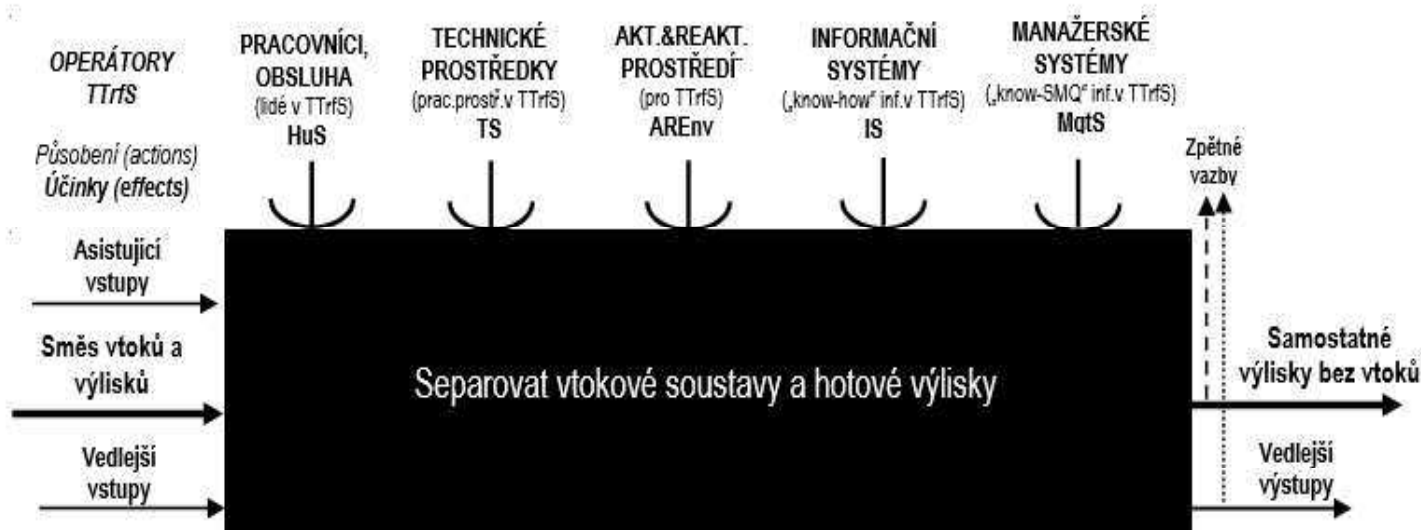 OPERÁTORY
TTrfS
Působení (actions)
Účinky (effects)
PRACOVNÍCI,
OBSLUHA
(lidé v TTrfS)
HuS
TECHNICKÉ
PROSTŘEDKY
(prac.prostř.v TTrfS)
TS
AKT.&REAKT.
PROSTŘEDÍ
(pro TTrfS)
AREnv
INFORMAČNÍ
SYSTÉMY
(„know-how“ inf.v TTrfS)
IS
MANAŽERSKÉ
SYSTÉMY
(„know-SMQ“ inf.v TTrfS)
MqtS
Zpětné
vazby
Asistující
vstupy
Směs vtoků a
výlisků
Vedlejší
vstupy
Separovat vtokové soustavy a hotové výlisky
Samostatné
výlisky bez vtoků
Vedlejší
výstupy